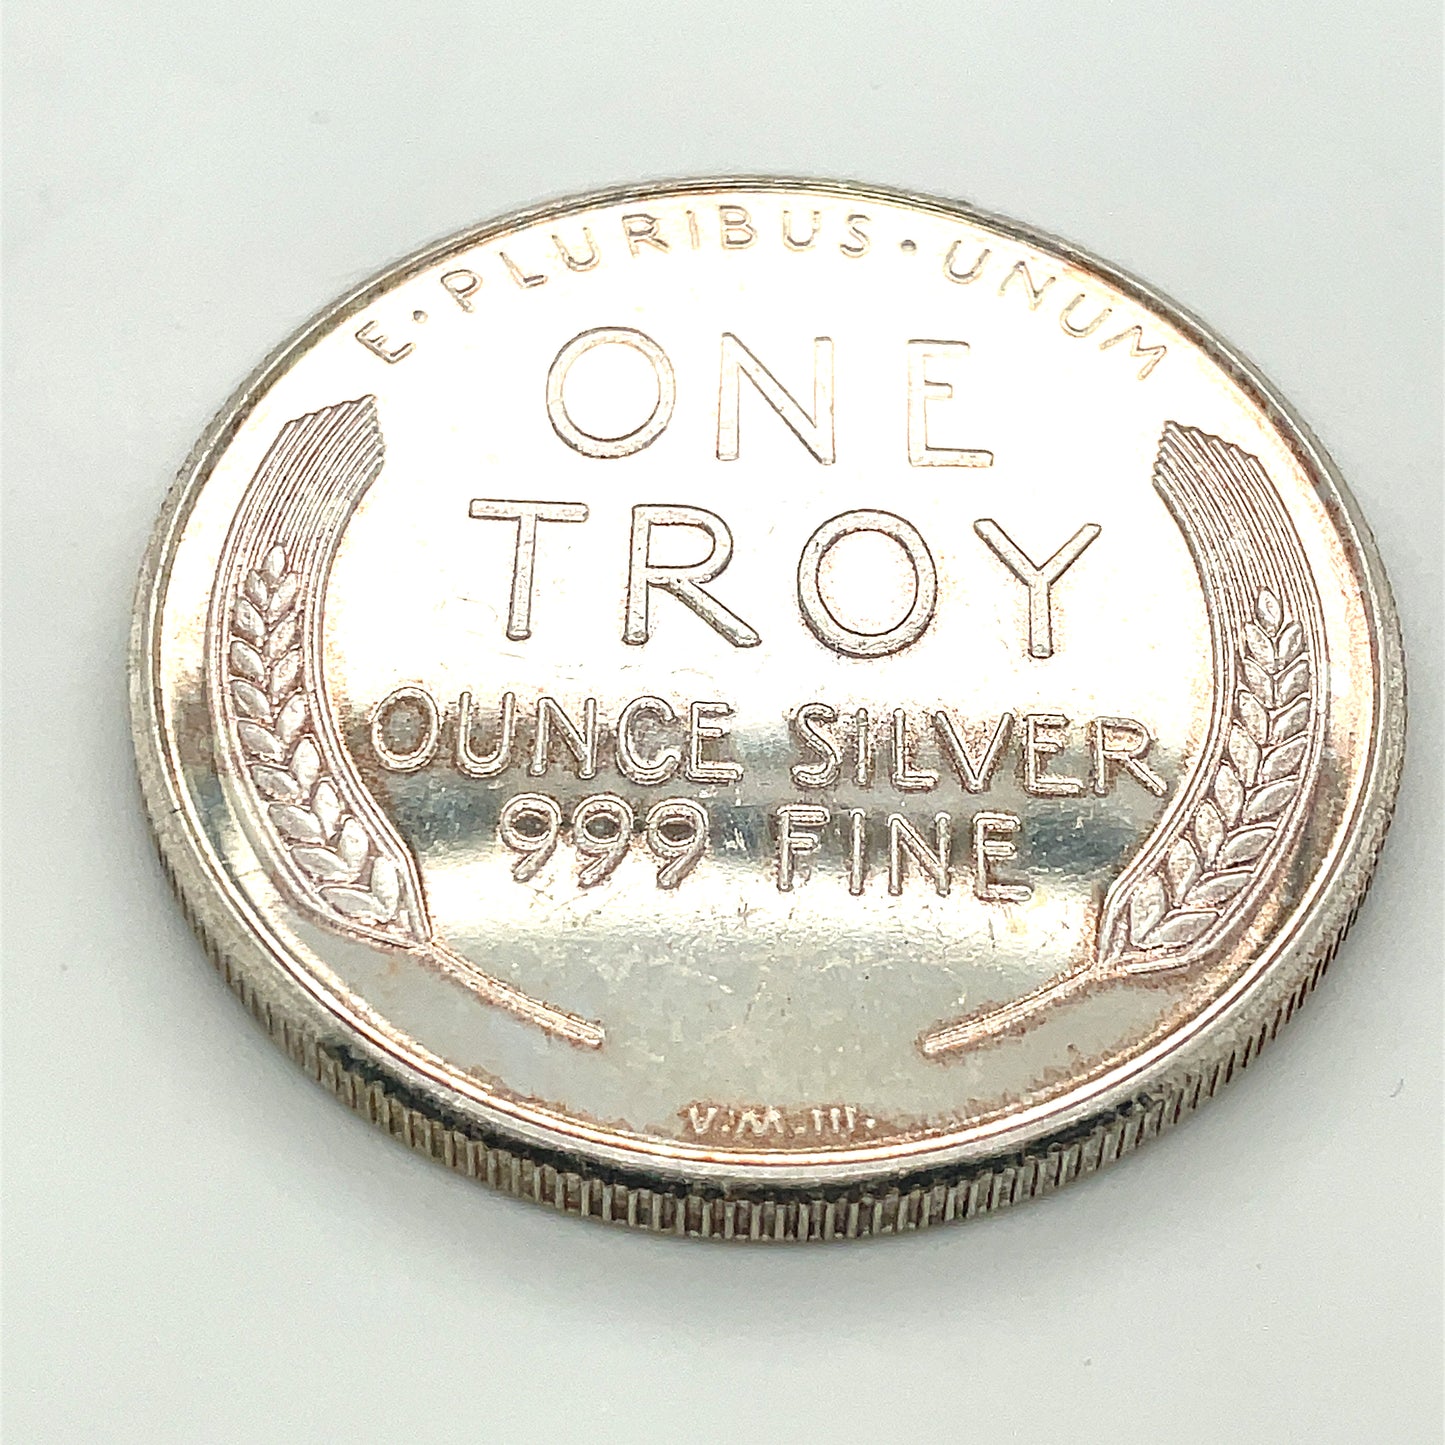 E·PLURIBUS·UNUM
ONE
TROY
OUNCE SILVER
999 FINE
V.M.III.